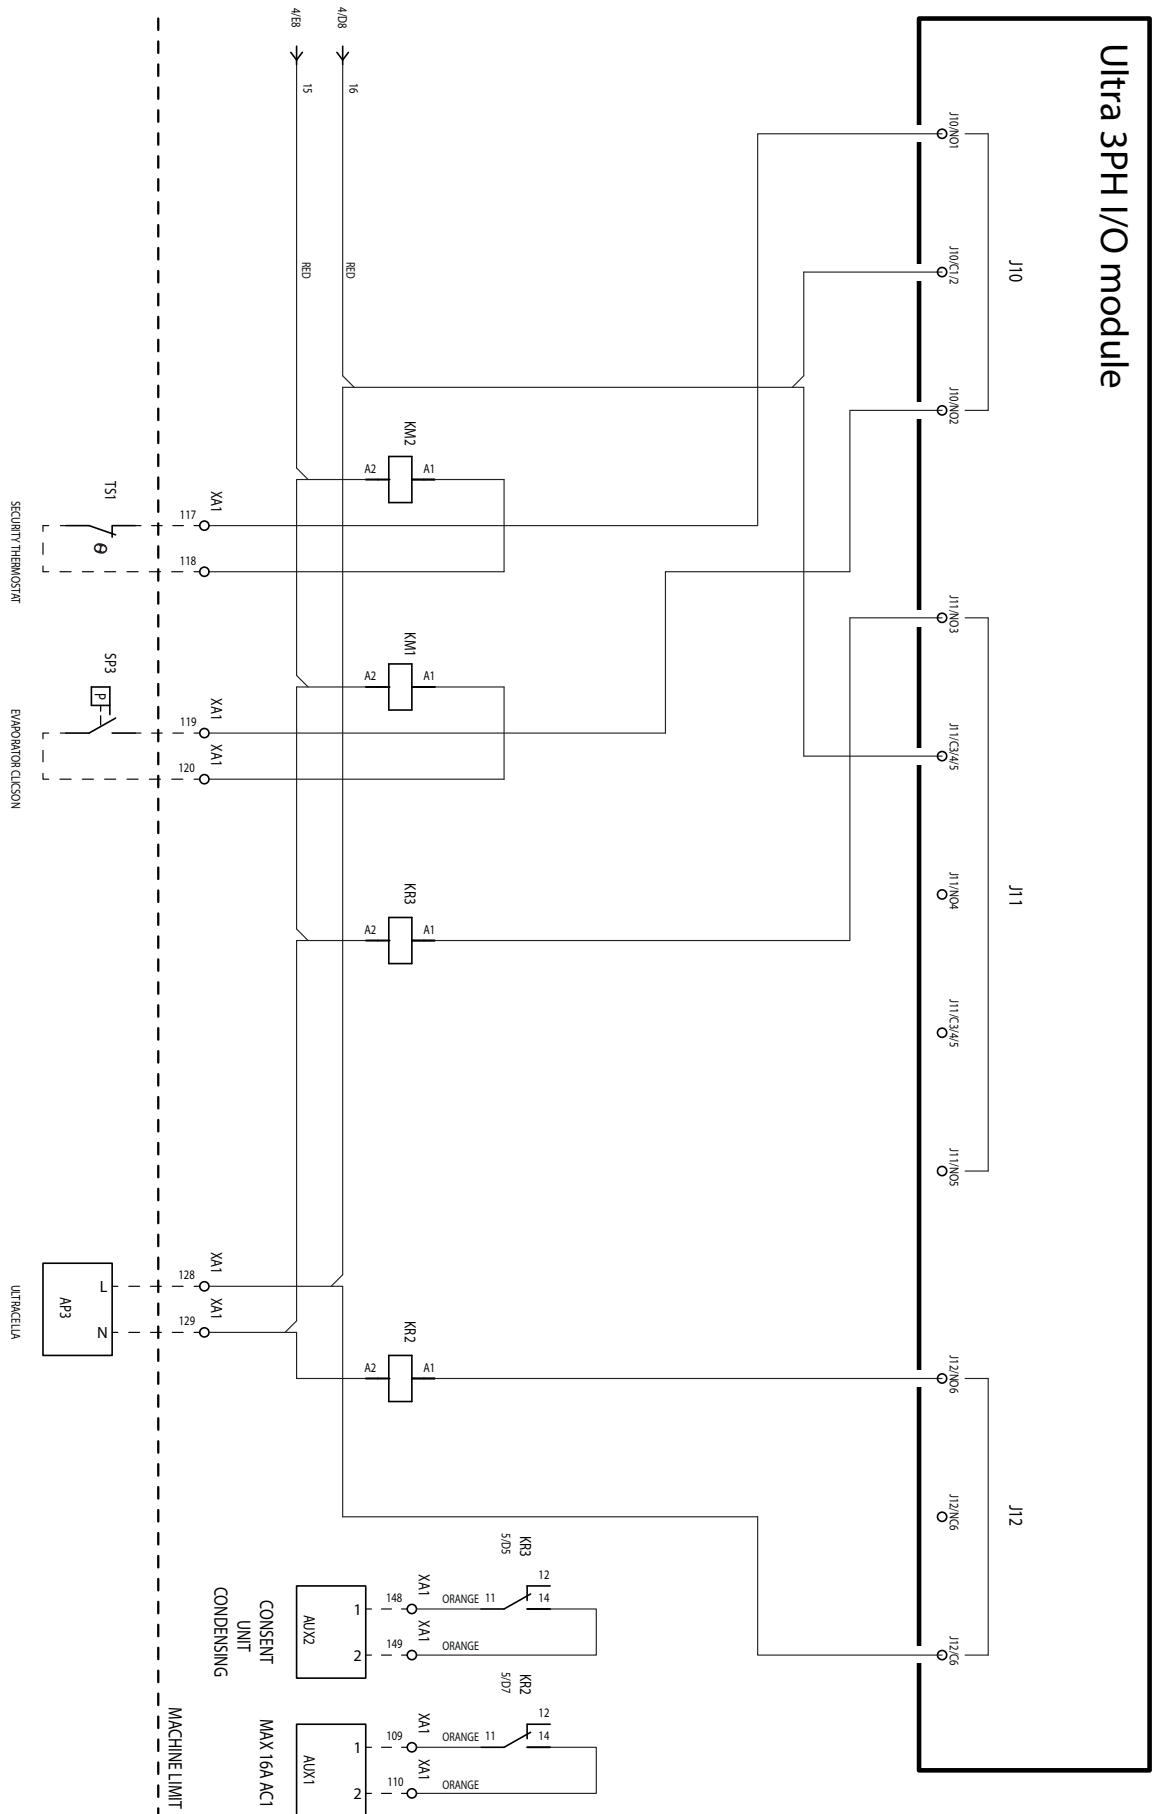 Ultra 3PH I/O module
J10
J11
J12
J10/NO1
J10/C1/2
J10/NO2
J11/NO3
J11/C3/4/5
J11/NO4
J11/C3/4/5
J11/NO5
J12/NO6
J12/NC6
J12/C6
4/D8
16
RED
4/E8
15
RED
KM2
A2
A1
KM1
A2
A1
KR3
A2
A1
KR2
A2
A1
KR3
5/D5
12
11
14
ORANGE
ORANGE
XA1
148
XA1
149
1
2
AUX2
CONSENT
UNIT
CONDENSING
KR2
5/D7
12
11
14
ORANGE
ORANGE
XA1
109
XA1
110
1
2
AUX1
MAX 16A AC1
XA1
117
118
XA1
119
XA1
120
XA1
128
XA1
129
MACHINE LIMIT
TS1
θ
SECURITY THERMOSTAT
SP3
P
EVAPORATOR CLICSON
L
N
AP3
ULTRACELLA